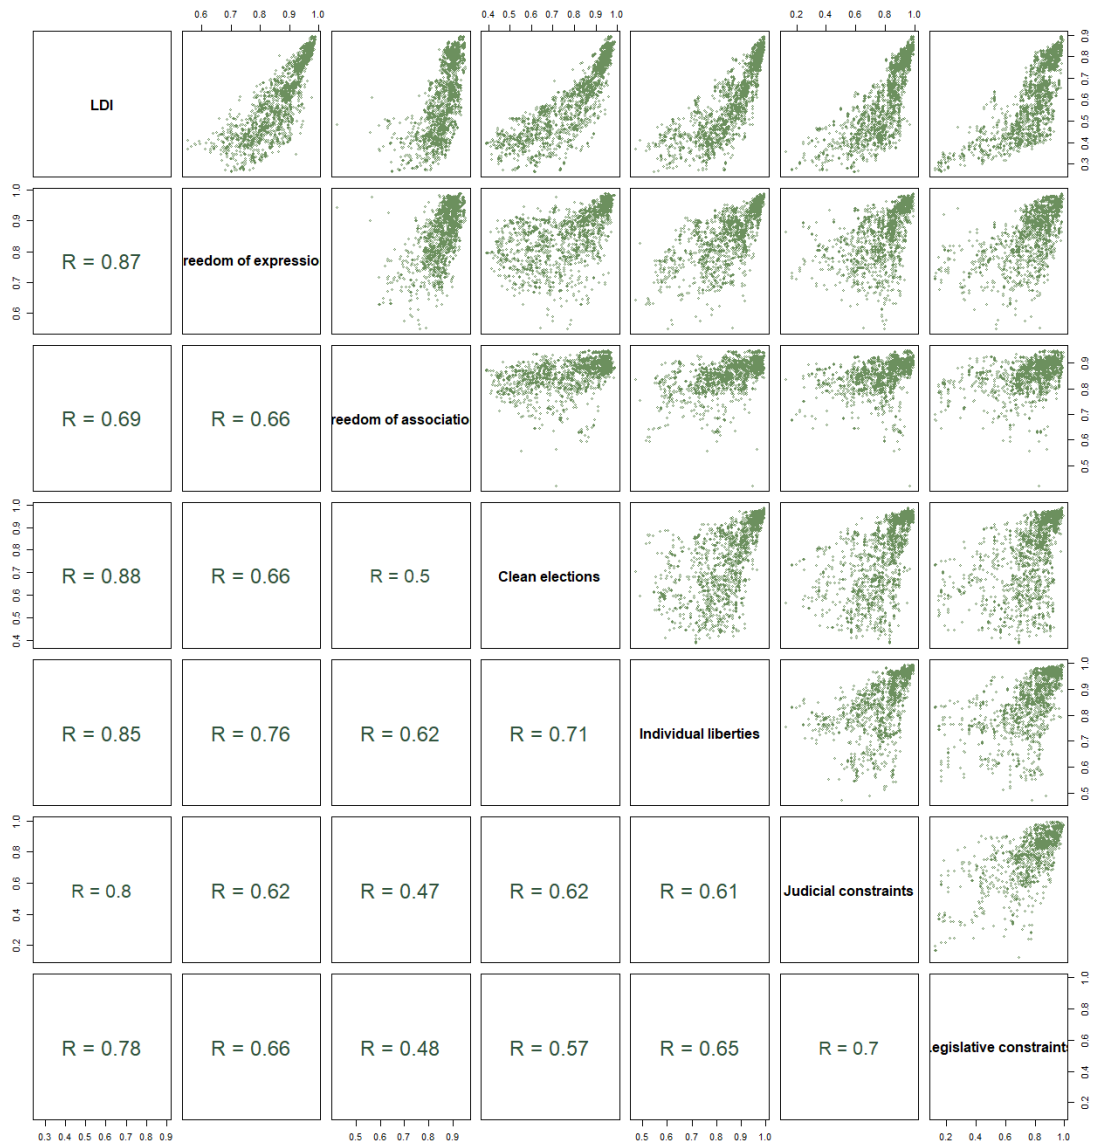 0.6 0.7 0.8 0.9 1.0 0.4 0.5 0.6 0.7 0.8 0.9 1.0 0.2 0.4 0.6 0.8 1.0
LDI
0.3 0.4 0.5 0.6 0.7 0.8 0.9
0.6 0.7 0.8 0.9 1.0
R = 0.87
reedom of expressio
R = 0.69
R = 0.66
reedom of associatio
0.5 0.6 0.7 0.8 0.9
0.4 0.5 0.6 0.7 0.8 0.9 1.0
R = 0.88
R = 0.66
R = 0.5
Clean elections
R = 0.85
R = 0.76
R = 0.62
R = 0.71
Individual liberties
0.5 0.6 0.7 0.8 0.9 1.0
0.2 0.4 0.6 0.8 1.0
R = 0.8
R = 0.62
R = 0.47
R = 0.62
R = 0.61
Judicial constraints
R = 0.78
R = 0.66
R = 0.48
R = 0.57
R = 0.65
R = 0.7
egislative constraint
0.2 0.4 0.6 0.8 1.0
0.3 0.4 0.5 0.6 0.7 0.8 0.9 0.5 0.6 0.7 0.8 0.9 0.5 0.6 0.7 0.8 0.9 1.0 0.2 0.4 0.6 0.8 1.0